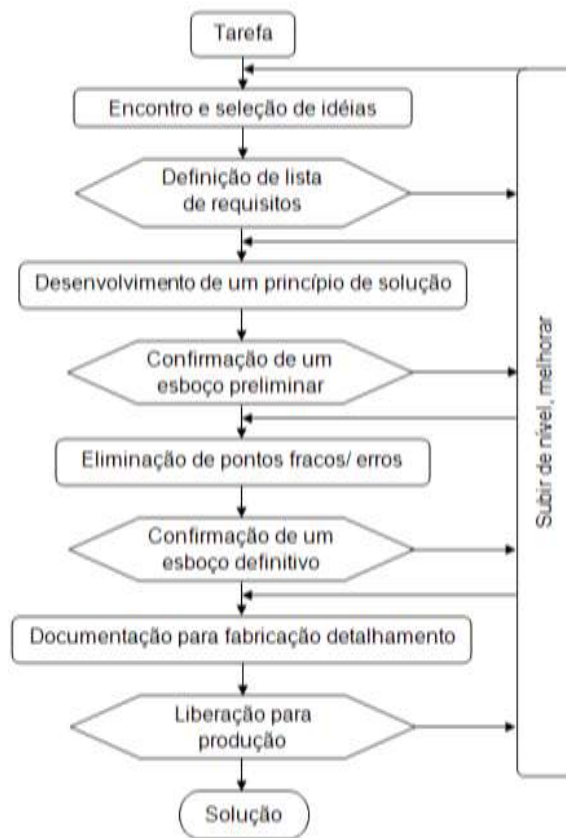 Tarefa
Encontro e seleção de idéias
Definição de lista
de requisitos
Desenvolvimento de um princípio de solução
Confirmação de um
esboço preliminar
Eliminação de pontos fracos/ erros
Confirmação de um
esboço definitivo
Documentação para fabricação detalhamento
Liberação para
produção
Solução
Subir de nível, melhorar